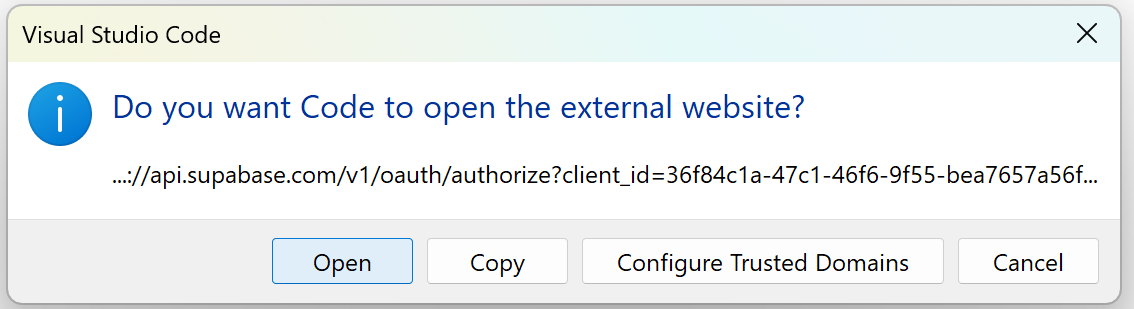 Visual Studio Code
Do you want Code to open the external website?
...://api.supabase.com/v1/oauth/authorize?client_id=36f84c1a-47c1-46f6-9f55-bea7657a56f...
Open
Copy
Configure Trusted Domains
Cancel